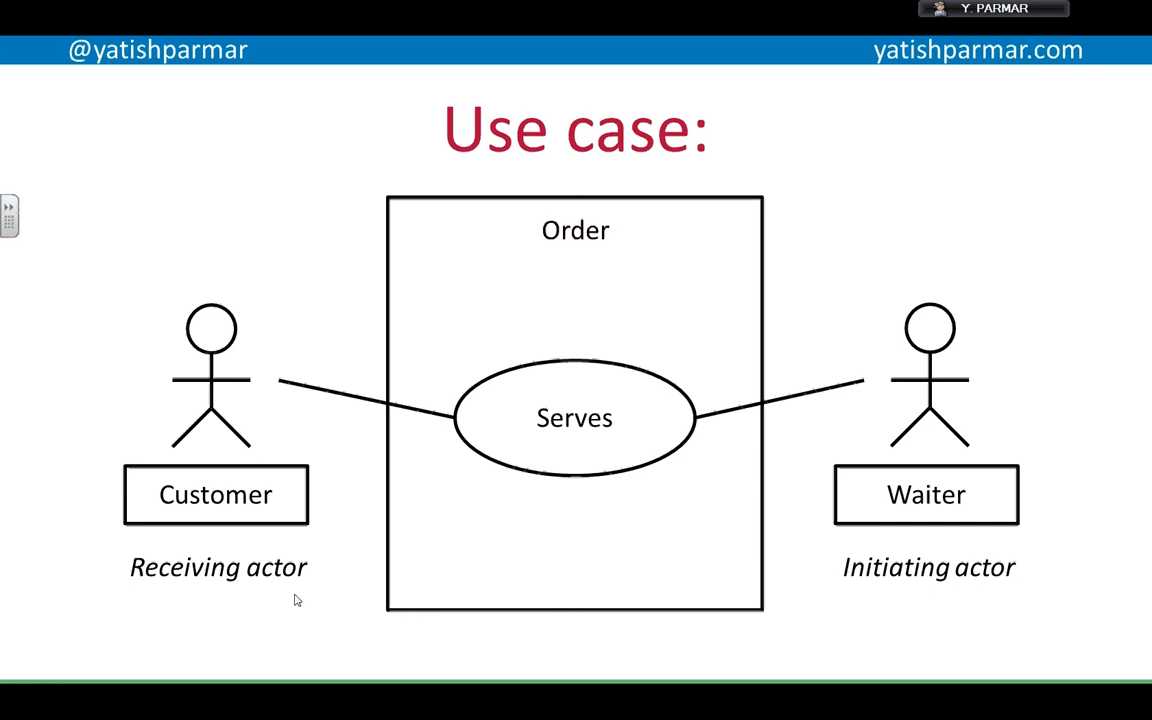 Y. PARMAR
@yatishparmar
yatishparmar.com
Use case:
Order
Serves
Customer
Waiter
Receiving actor
Initiating actor